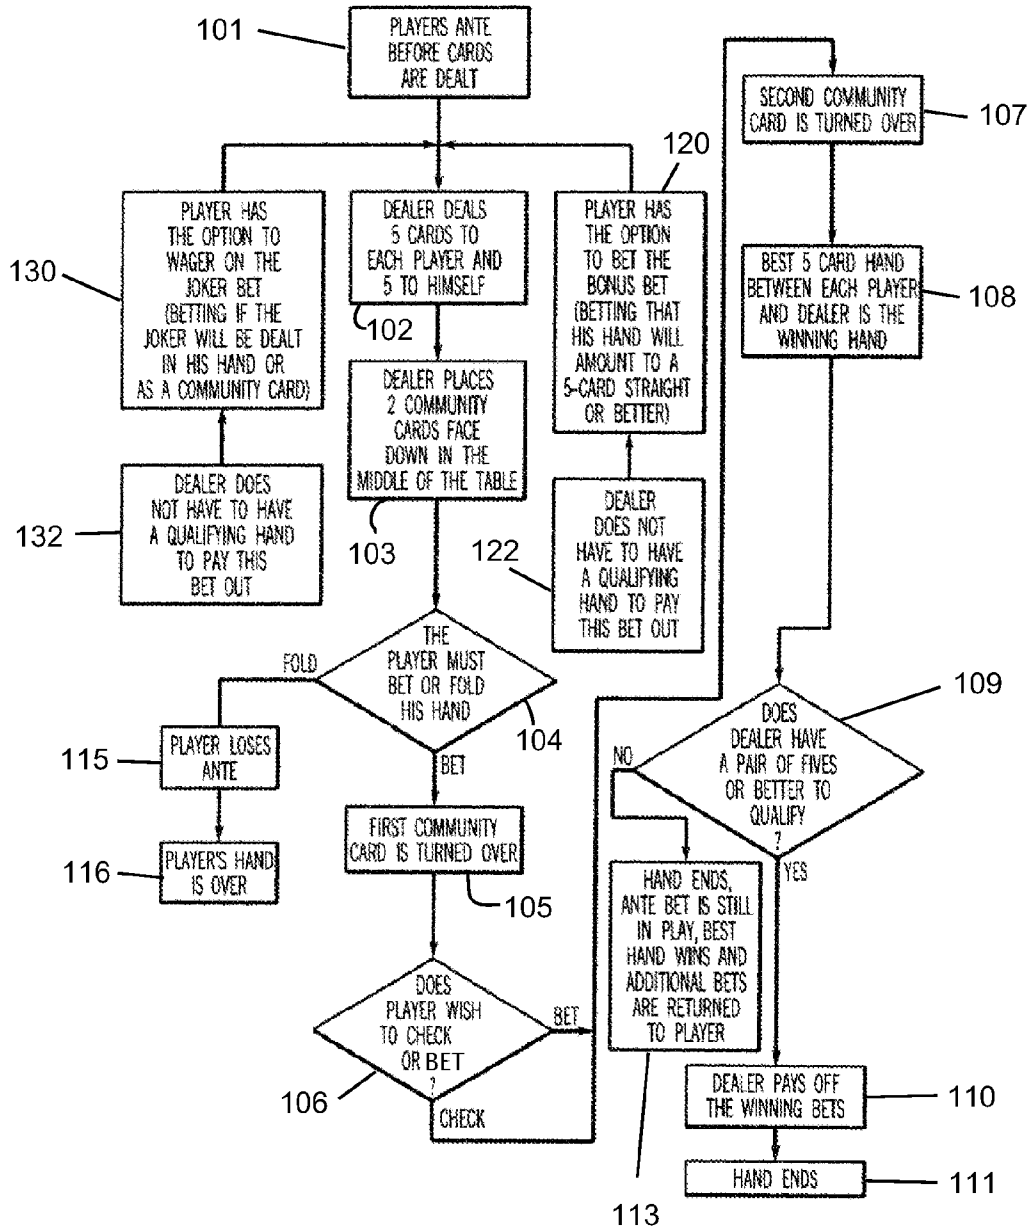 101
PLAYERS ANTE
BEFORE CARDS
ARE DEALT
130
PLAYER HAS
THE OPTION TO
WAGER ON THE
JOKER BET
(BETTING IF THE
JOKER WILL BE DEALT
IN HIS HAND OR
AS A COMMUNITY CARD)
132
DEALER DOES
NOT HAVE TO HAVE
A QUALIFYING HAND
TO PAY THIS
BET OUT
DEALER DEALS
5 CARDS TO
EACH PLAYER AND
5 TO HIMSELF
102
DEALER PLACES
2 COMMUNITY
CARDS FACE
DOWN IN THE
MIDDLE OF THE TABLE
103
120
PLAYER HAS
THE OPTION
TO BET THE
BONUS BET
(BETTING THAT
HIS HAND WILL
AMOUNT TO A
5-CARD STRAIGHT
OR BETTER)
122
DEALER
DOES NOT
HAVE TO HAVE
A QUALIFYING
HAND TO PAY
THIS BET OUT
THE
PLAYER MUST
BET OR FOLD
HIS HAND
104
FOLD
115
PLAYER LOSES
ANTE
116
PLAYER'S HAND
IS OVER
BET
FIRST COMMUNITY
CARD IS TURNED OVER
105
DOES
PLAYER WISH
TO CHECK
OR BET
?
106
BET
CHECK
SECOND COMMUNITY
CARD IS TURNED OVER
107
BEST 5 CARD HAND
BETWEEN EACH PLAYER
AND DEALER IS THE
WINNING HAND
108
DOES
DEALER HAVE
A PAIR OF FIVES
OR BETTER TO
QUALIFY
?
109
NO
HAND ENDS,
ANTE BET IS STILL
IN PLAY, BEST
HAND WINS AND
ADDITIONAL BETS
ARE RETURNED
TO PLAYER
113
YES
DEALER PAYS OFF
THE WINNING BETS
110
HAND ENDS
111